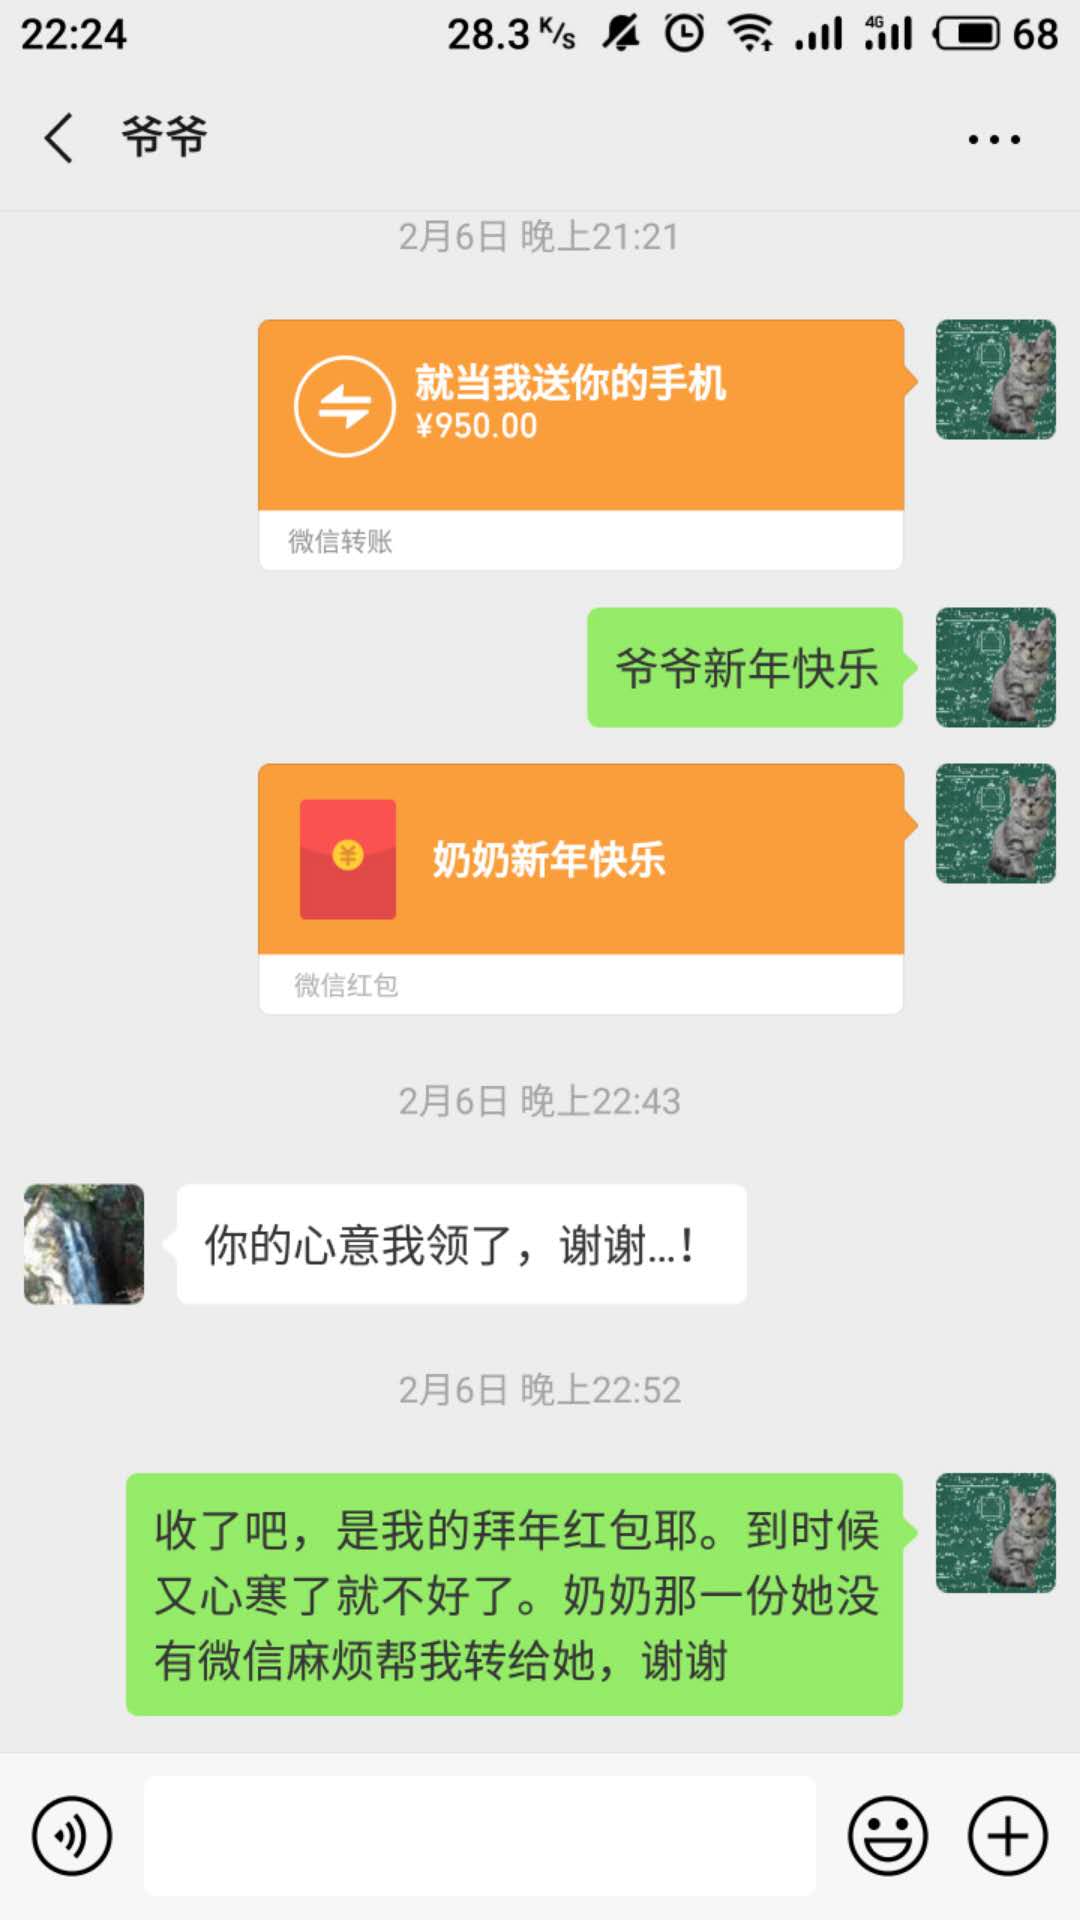 22:24 28.3 K/s 4G 68
爷爷
2月6日 晚上21:21
就当我送你的手机
¥950.00
微信转账
爷爷新年快乐
¥
奶奶新年快乐
微信红包
2月6日 晚上22:43
你的心意我领了，谢谢...！
2月6日 晚上22:52
收了吧，是我的拜年红包耶。到时候
又心寒了就不好了。奶奶那一份她没
有微信麻烦帮我转给她，谢谢